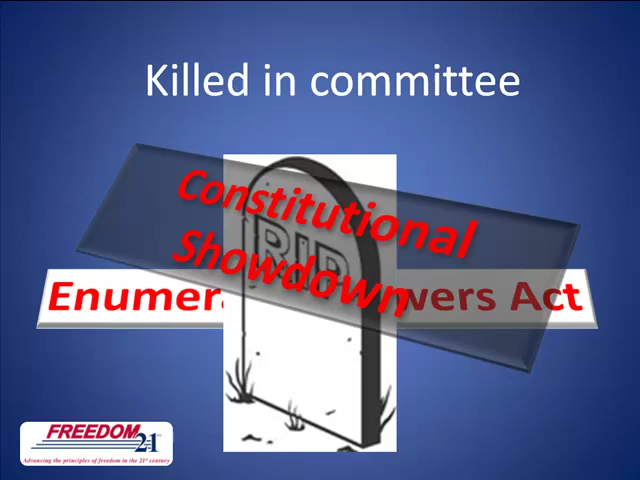 Killed in committee
Constitutional
Showdown
RIP
Enumera wers Act
FREEDOM 21
Advancing the principles of freedom in the 21st century